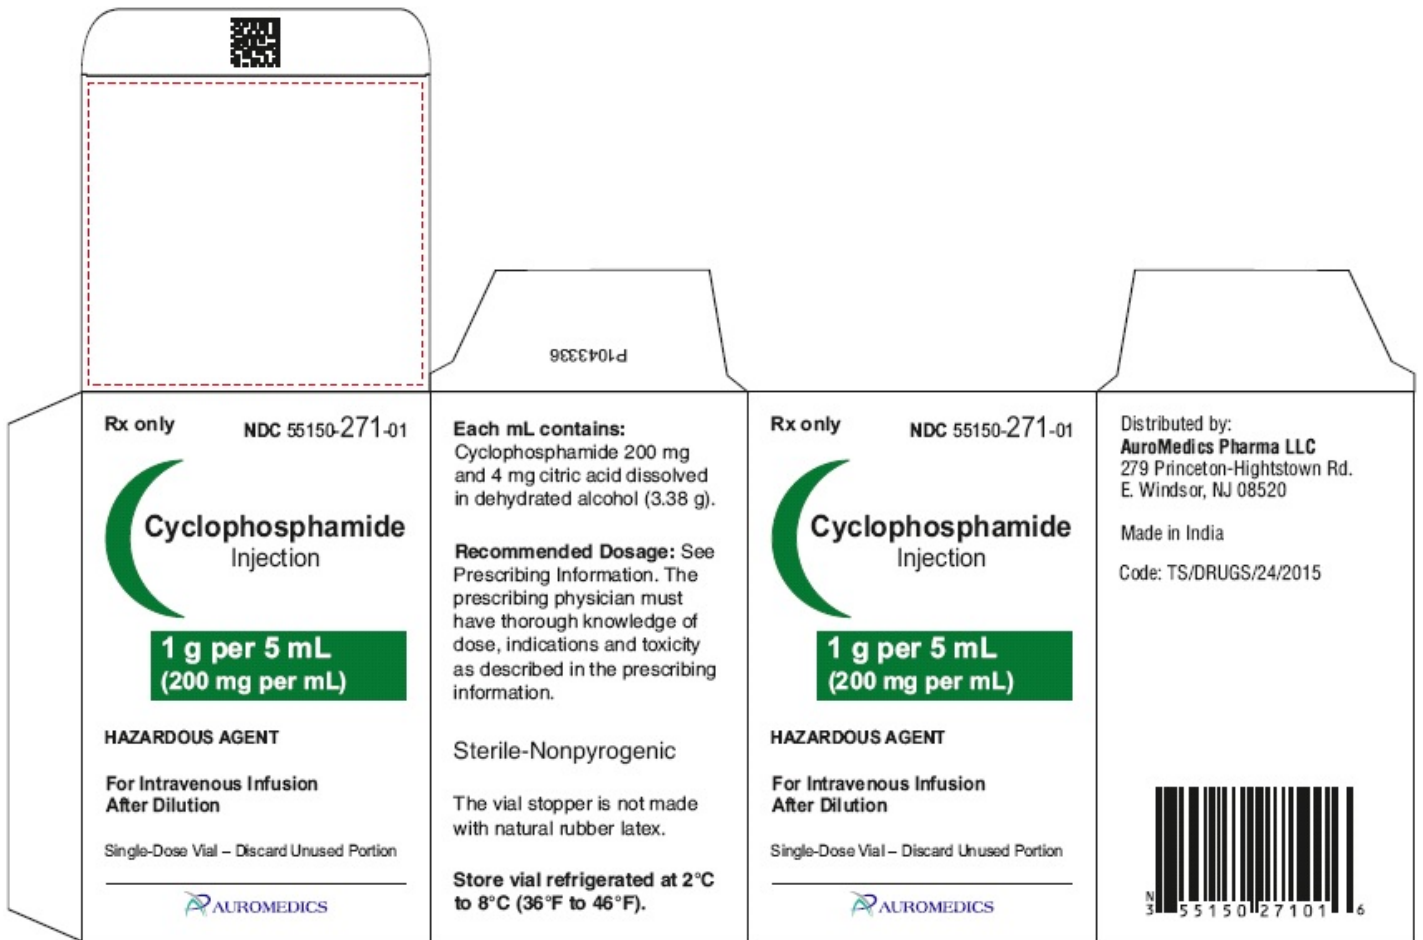 P1043336
Rx only
NDC 55150-271-01
Cyclophosphamide
Injection
1 g per 5 mL
(200 mg per mL)
HAZARDOUS AGENT
For Intravenous Infusion
After Dilution
Single-Dose Vial – Discard Unused Portion
AUROMEDICS
Each mL contains:
Cyclophosphamide 200 mg
and 4 mg citric acid dissolved
in dehydrated alcohol (3.38 g).
Recommended Dosage: See
Prescribing Information. The
prescribing physician must
have thorough knowledge of
dose, indications and toxicity
as described in the prescribing
information.
Sterile-Nonpyrogenic
The vial stopper is not made
with natural rubber latex.
Store vial refrigerated at 2°C
to 8°C (36°F to 46°F).
Rx only
NDC 55150-271-01
Cyclophosphamide
Injection
1 g per 5 mL
(200 mg per mL)
HAZARDOUS AGENT
For Intravenous Infusion
After Dilution
Single-Dose Vial – Discard Unused Portion
AUROMEDICS
Distributed by:
AuroMedics Pharma LLC
279 Princeton-Hightstown Rd.
E. Windsor, NJ 08520
Made in India
Code: TS/DRUGS/24/2015
N
3 55150 27101 6